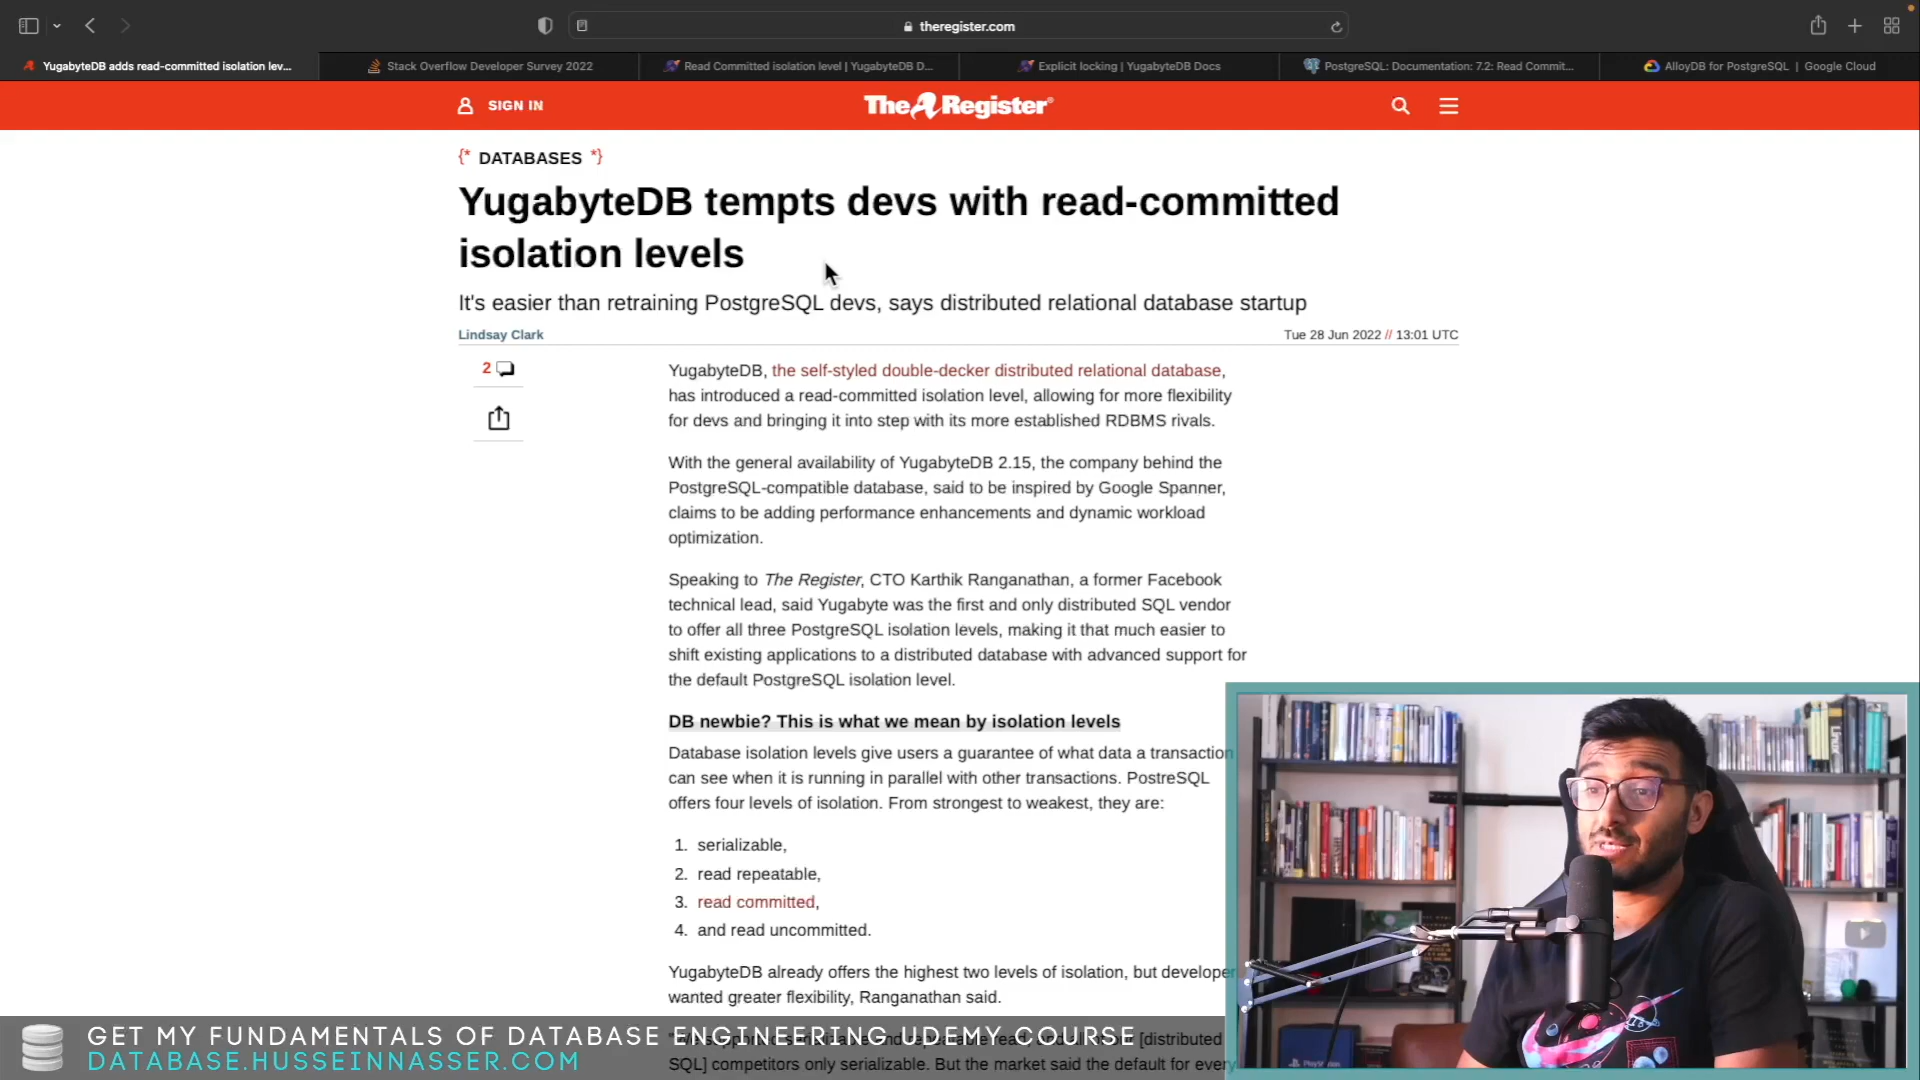 theregister.com
YugabyteDB adds read-committed isolation lev...
Stack Overflow Developer Survey 2022
Read Committed isolation level | YugabyteDB D...
Explicit locking | YugabyteDB Docs
PostgreSQL: Documentation: 7.2: Read Commit...
AlloyDB for PostgreSQL | Google Cloud
SIGN IN
The Register®
{* DATABASES *}
YugabyteDB tempts devs with read-committed
isolation levels
It's easier than retraining PostgreSQL devs, says distributed relational database startup
Lindsay Clark
Tue 28 Jun 2022 // 13:01 UTC
2
YugabyteDB, the self-styled double-decker distributed relational database,
has introduced a read-committed isolation level, allowing for more flexibility
for devs and bringing it into step with its more established RDBMS rivals.
With the general availability of YugabyteDB 2.15, the company behind the
PostgreSQL-compatible database, said to be inspired by Google Spanner,
claims to be adding performance enhancements and dynamic workload
optimization.
Speaking to The Register, CTO Karthik Ranganathan, a former Facebook
technical lead, said Yugabyte was the first and only distributed SQL vendor
to offer all three PostgreSQL isolation levels, making it that much easier to
shift existing applications to a distributed database with advanced support for
the default PostgreSQL isolation level.
DB newbie? This is what we mean by isolation levels
Database isolation levels give users a guarantee of what data a transaction
can see when it is running in parallel with other transactions. PostreSQL
offers four levels of isolation. From strongest to weakest, they are:
1. serializable,
2. read repeatable,
3. read committed,
4. and read uncommitted.
YugabyteDB already offers the highest two levels of isolation, but developer
wanted greater flexibility, Ranganathan said.
[distributed
SQL] competitors only serializable. But the market said the default for every
GET MY FUNDAMENTALS OF DATABASE ENGINEERING UDEMY COURSE
DATABASE.HUSSEINNASSER.COM